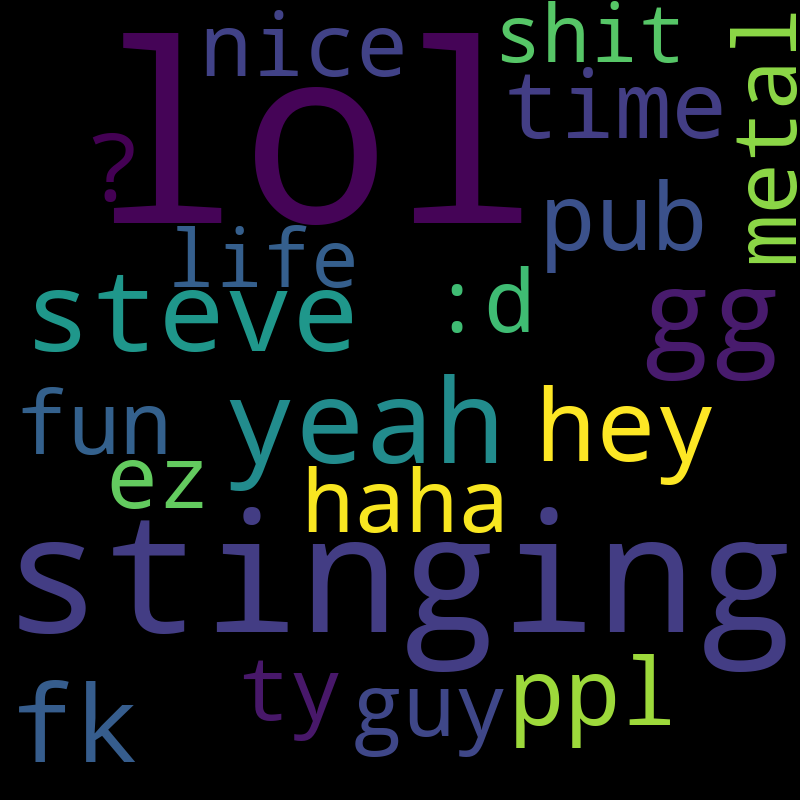 nice
shit
metal
lol
time
?
pub
life
steve
:d
gg
fun
yeah
hey
ez
haha
stinging
fk
ty
guy
ppl